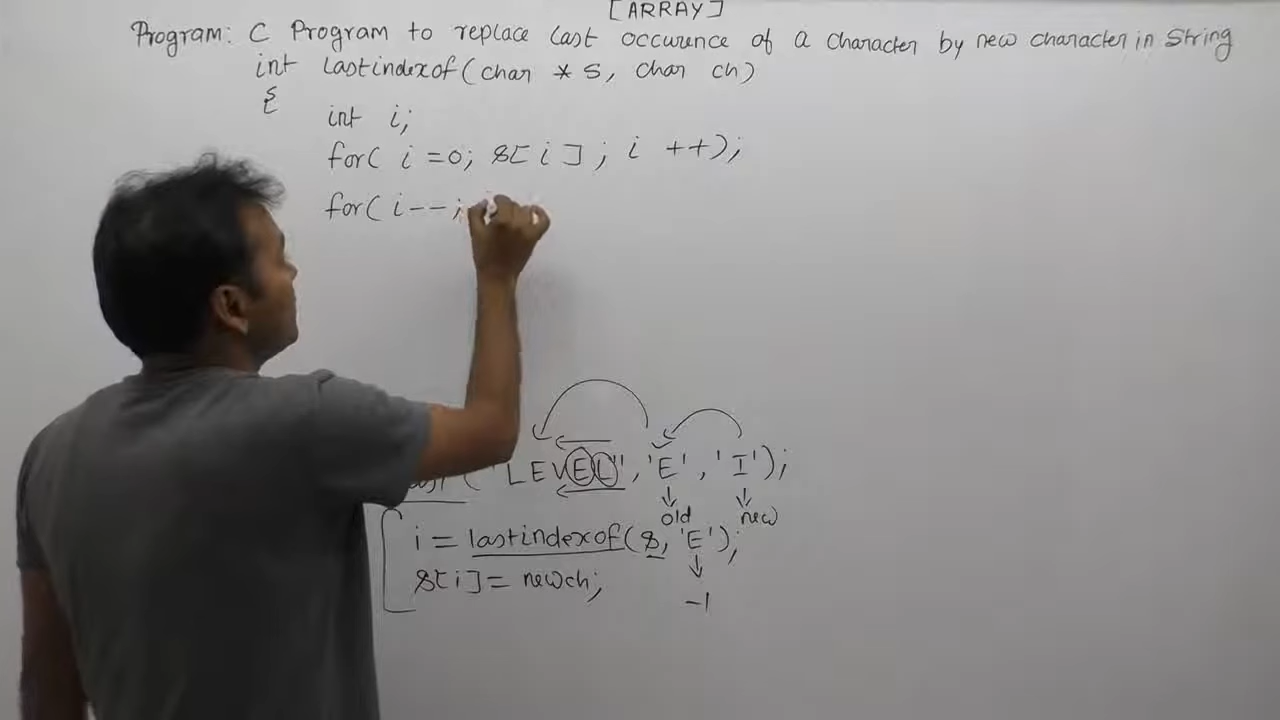 [ARRAY]
Program: C Program to replace last occurence of a character by new character in String
int lastindexof(char *s, char ch)
{
int i;
for( i =0; s[i]; i ++);
for( i--;
("LEVEL", 'E', 'I');
old new
i = lastindexof(s, 'E');
s[i]= newch;
-1